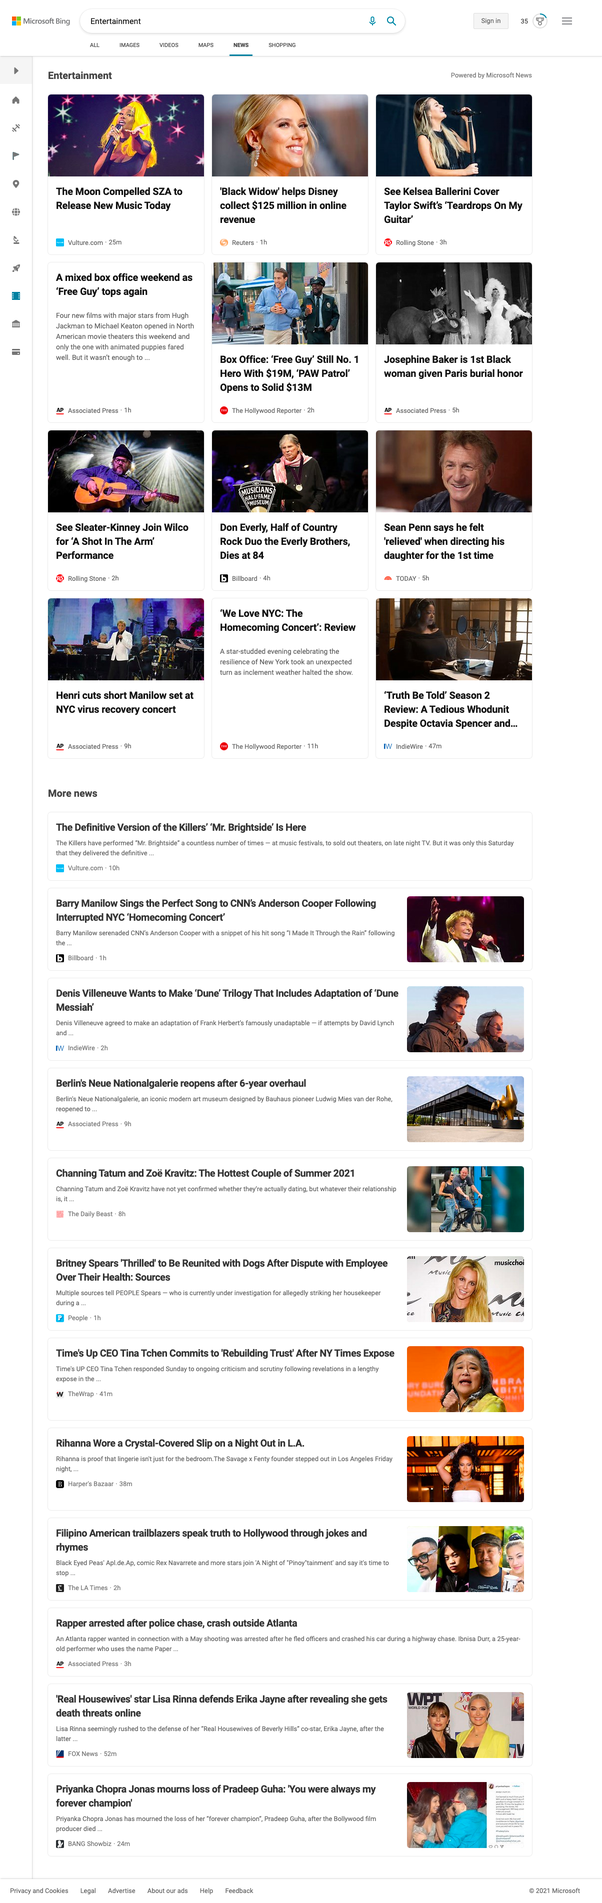 Microsoft Bing
Entertainment
Sign in
35
ALL
IMAGES
VIDEOS
MAPS
NEWS
SHOPPING
Entertainment
Powered by Microsoft News
The Moon Compelled SZA to
Release New Music Today
Vulture.com · 25m
'Black Widow' helps Disney
collect $125 million in online
revenue
Reuters · 1h
See Kelsea Ballerini Cover
Taylor Swift's 'Teardrops On My
Guitar'
Rolling Stone · 3h
A mixed box office weekend as
'Free Guy' tops again
Four new films with major stars from Hugh
Jackman to Michael Keaton opened in North
American movie theaters this weekend and
only the one with animated puppies fared
well. But it wasn't enough to ...
AP Associated Press · 1h
Box Office: 'Free Guy' Still No. 1
Hero With $19M, 'PAW Patrol'
Opens to Solid $13M
The Hollywood Reporter · 2h
Josephine Baker is 1st Black
woman given Paris burial honor
AP Associated Press · 5h
See Sleater-Kinney Join Wilco
for 'A Shot In The Arm'
Performance
Rolling Stone · 2h
MUSICIANS
HALL of FAME
MUSEUM
Don Everly, Half of Country
Rock Duo the Everly Brothers,
Dies at 84
Billboard · 4h
Sean Penn says he felt
'relieved' when directing his
daughter for the 1st time
TODAY · 5h
Henri cuts short Manilow set at
NYC virus recovery concert
AP Associated Press · 9h
'We Love NYC: The
Homecoming Concert': Review
A star-studded evening celebrating the
resilience of New York took an unexpected
turn as inclement weather halted the show.
The Hollywood Reporter · 11h
'Truth Be Told' Season 2
Review: A Tedious Whodunit
Despite Octavia Spencer and...
IndieWire · 47m
More news
The Definitive Version of the Killers' 'Mr. Brightside' Is Here
The Killers have performed "Mr. Brightside" a countless number of times — at music festivals, to sold out theaters, on late night TV. But it was only this Saturday
that they delivered the definitive ...
Vulture.com · 10h
Barry Manilow Sings the Perfect Song to CNN's Anderson Cooper Following
Interrupted NYC 'Homecoming Concert'
Barry Manilow serenaded CNN's Anderson Cooper with a snippet of his hit song "I Made It Through the Rain" following
the ...
Billboard · 1h
Denis Villeneuve Wants to Make 'Dune' Trilogy That Includes Adaptation of 'Dune
Messiah'
Denis Villeneuve agreed to make an adaptation of Frank Herbert's famously unadaptable — if attempts by David Lynch
and ...
IndieWire · 2h
Berlin's Neue Nationalgalerie reopens after 6-year overhaul
Berlin's Neue Nationalgalerie, an iconic modern art museum designed by Bauhaus pioneer Ludwig Mies van der Rohe,
reopened to ...
AP Associated Press · 9h
Channing Tatum and Zoë Kravitz: The Hottest Couple of Summer 2021
Channing Tatum and Zoë Kravitz have not yet confirmed whether they're actually dating, but whatever their relationship
is, it ...
The Daily Beast · 8h
Britney Spears 'Thrilled' to Be Reunited with Dogs After Dispute with Employee
Over Their Health: Sources
Multiple sources tell PEOPLE Spears — who is currently under investigation for allegedly striking her housekeeper
during a ...
People · 1h
musicchoi
Time's Up CEO Tina Tchen Commits to 'Rebuilding Trust' After NY Times Expose
Time's UP CEO Tina Tchen responded Sunday to ongoing criticism and scrutiny following revelations in a lengthy
expose in the ...
TheWrap · 41m
Rihanna Wore a Crystal-Covered Slip on a Night Out in L.A.
Rihanna is proof that lingerie isn't just for the bedroom.The Savage x Fenty founder stepped out in Los Angeles Friday
night, ...
Harper's Bazaar · 38m
Filipino American trailblazers speak truth to Hollywood through jokes and
rhymes
Black Eyed Peas' Apl.de.Ap, comic Rex Navarrete and more stars join 'A Night of "Pinoy"tainment' and say it's time to
stop ...
The LA Times · 2h
Rapper arrested after police chase, crash outside Atlanta
An Atlanta rapper wanted in connection with a May shooting was arrested after he fled officers and crashed his car during a highway chase. Ibnisa Durr, a 25-year-
old performer who uses the name Paper ...
AP Associated Press · 3h
'Real Housewives' star Lisa Rinna defends Erika Jayne after revealing she gets
death threats online
Lisa Rinna seemingly rushed to the defense of her "Real Housewives of Beverly Hills" co-star, Erika Jayne, after the
latter ...
FOX News · 52m
WPT
Priyanka Chopra Jonas mourns loss of Pradeep Guha: 'You were always my
forever champion'
Priyanka Chopra Jonas has mourned the loss of her "forever champion", Pradeep Guha, after the Bollywood film
producer died ...
BANG Showbiz · 24m
Privacy and Cookies
Legal
Advertise
About our ads
Help
Feedback
© 2021 Microsoft